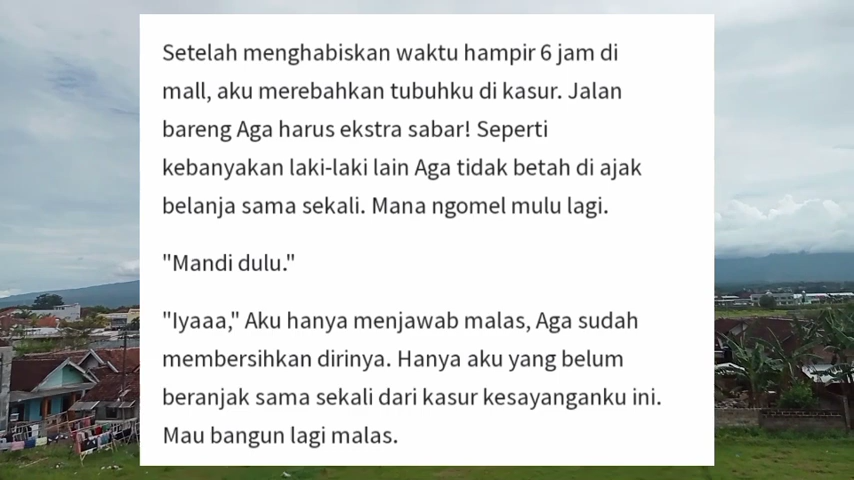 Setelah menghabiskan waktu hampir 6 jam di
mall, aku merebahkan tubuhku di kasur. Jalan
bareng Aga harus ekstra sabar! Seperti
kebanyakan laki-laki lain Aga tidak betah di ajak
belanja sama sekali. Mana ngomel mulu lagi.
"Mandi dulu."
"Iyaaa," Aku hanya menjawab malas, Aga sudah
membersihkan dirinya. Hanya aku yang belum
beranjak sama sekali dari kasur kesayanganku ini.
Mau bangun lagi malas.